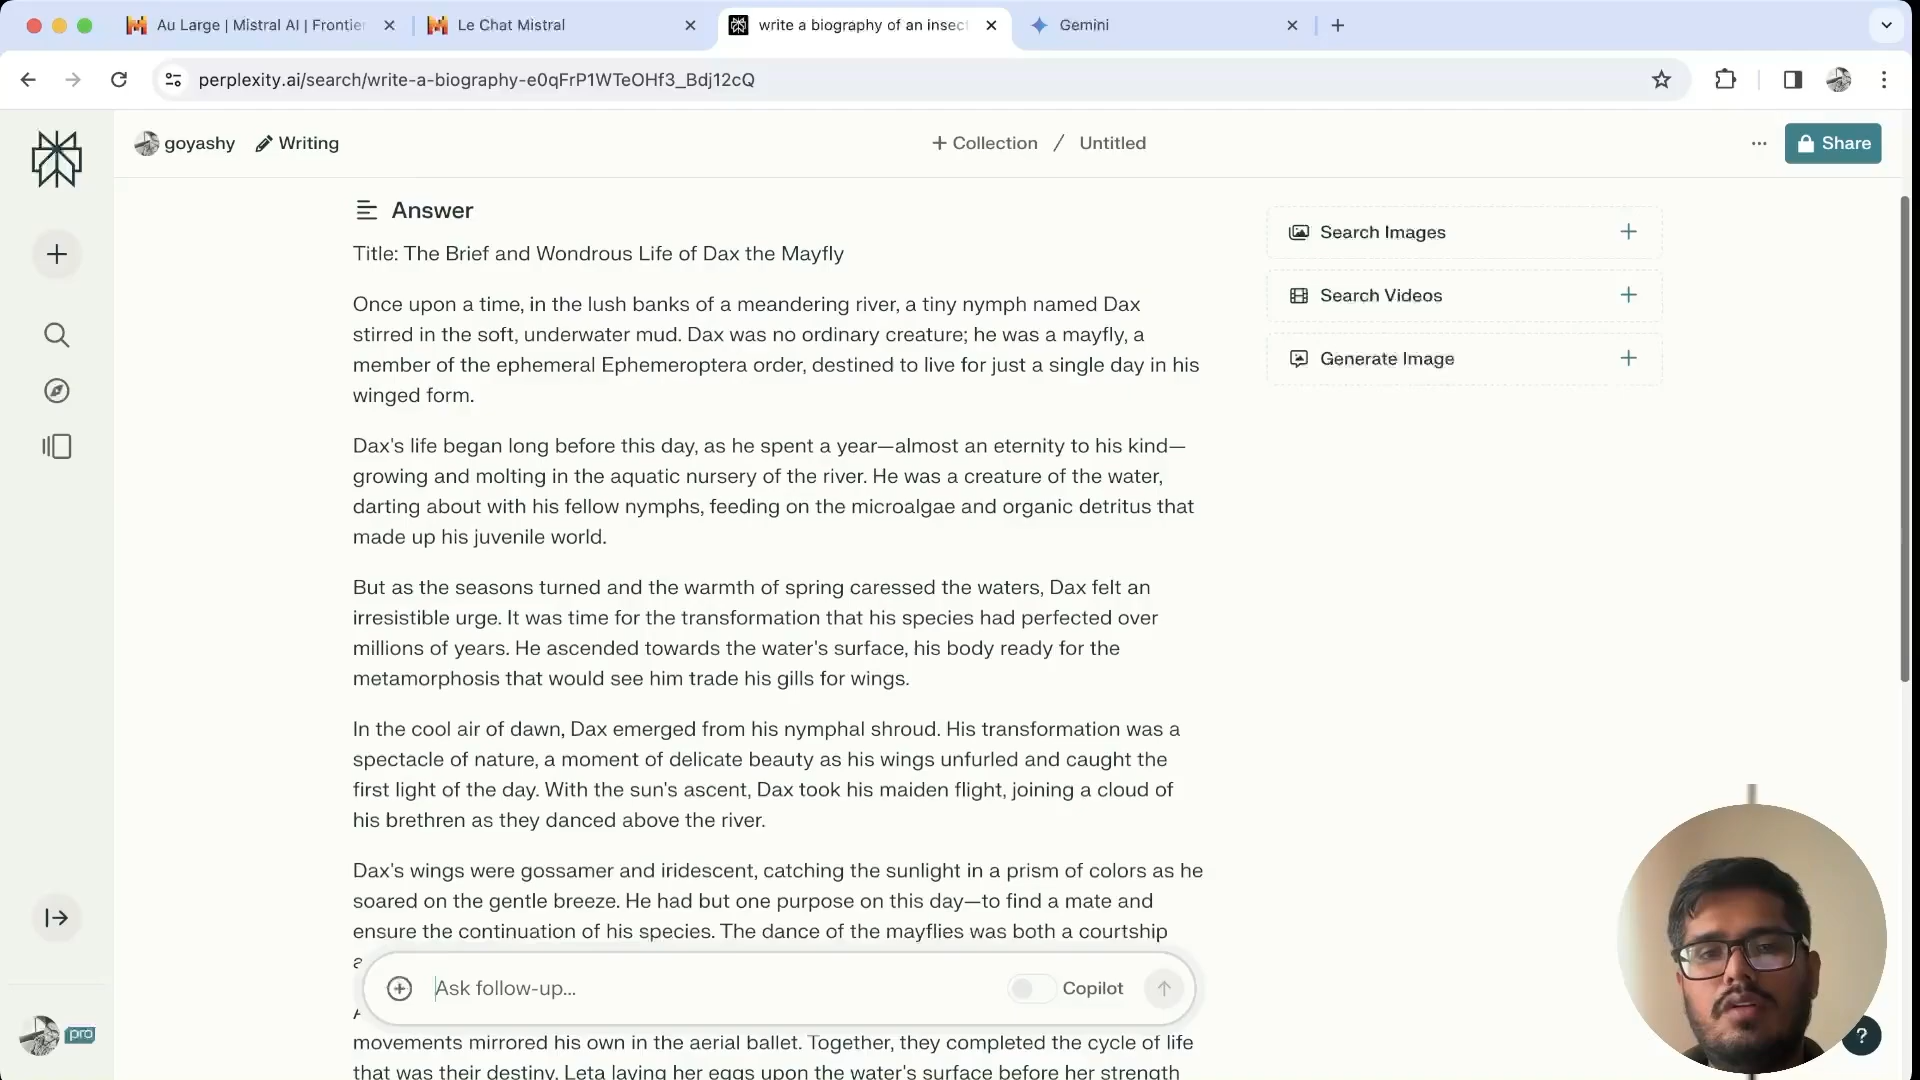 Au Large | Mistral AI | Frontier
Le Chat Mistral
write a biography of an insect
Gemini
perplexity.ai/search/write-a-biography-e0qFrP1WTeOHf3_Bdj12cQ
goyashy
Writing
Collection / Untitled
Share
Answer
Title: The Brief and Wondrous Life of Dax the Mayfly
Once upon a time, in the lush banks of a meandering river, a tiny nymph named Dax
stirred in the soft, underwater mud. Dax was no ordinary creature; he was a mayfly, a
member of the ephemeral Ephemeroptera order, destined to live for just a single day in his
winged form.
Dax's life began long before this day, as he spent a year—almost an eternity to his kind—
growing and molting in the aquatic nursery of the river. He was a creature of the water,
darting about with his fellow nymphs, feeding on the microalgae and organic detritus that
made up his juvenile world.
But as the seasons turned and the warmth of spring caressed the waters, Dax felt an
irresistible urge. It was time for the transformation that his species had perfected over
millions of years. He ascended towards the water's surface, his body ready for the
metamorphosis that would see him trade his gills for wings.
In the cool air of dawn, Dax emerged from his nymphal shroud. His transformation was a
spectacle of nature, a moment of delicate beauty as his wings unfurled and caught the
first light of the day. With the sun's ascent, Dax took his maiden flight, joining a cloud of
his brethren as they danced above the river.
Dax's wings were gossamer and iridescent, catching the sunlight in a prism of colors as he
soared on the gentle breeze. He had but one purpose on this day—to find a mate and
ensure the continuation of his species. The dance of the mayflies was both a courtship
Ask follow-up...
Copilot
movements mirrored his own in the aerial ballet. Together, they completed the cycle of life
that was their destiny, Leta laying her eggs upon the water's surface before her strength
Search Images
Search Videos
Generate Image
pro
?